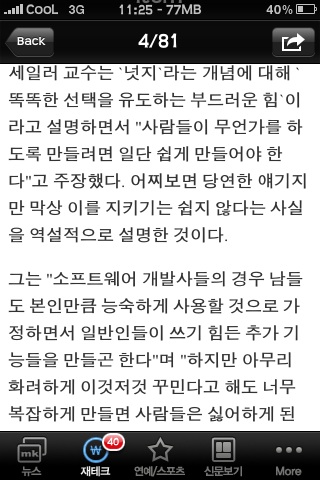 CooL 3G 11:25 - 77MB 40%
Back 4/81
세일러 교수는 `넛지`라는 개념에 대해 `
똑똑한 선택을 유도하는 부드러운 힘`이
라고 설명하면서 "사람들이 무언가를 하
도록 만들려면 일단 쉽게 만들어야 한
다"고 주장했다. 어찌보면 당연한 얘기지
만 막상 이를 지키기는 쉽지 않다는 사실
을 역설적으로 설명한 것이다.
그는 "소프트웨어 개발사들의 경우 남들
도 본인만큼 능숙하게 사용할 것으로 가
정하면서 일반인들이 쓰기 힘든 추가 기
능들을 만들곤 한다"며 "하지만 아무리
화려하게 이것저것 꾸민다고 해도 너무
복잡하게 만들면 사람들은 싫어하게 된
mk 40
뉴스 재테크 연예/스포츠 신문보기 More